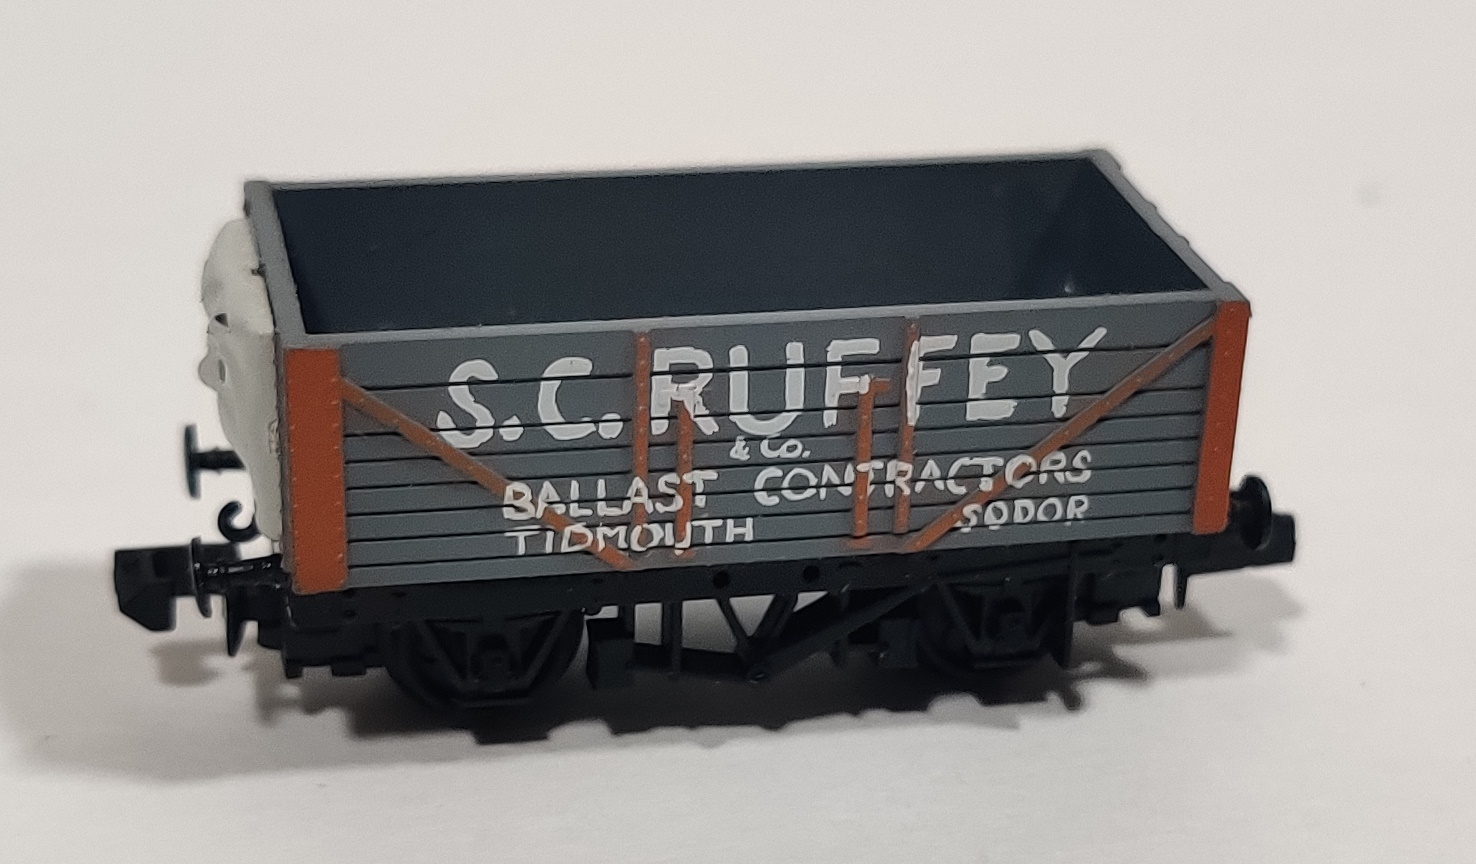 S.C. RUFFEY
& Co.
BALLAST CONTRACTORS
TIDMOUTH SODOR